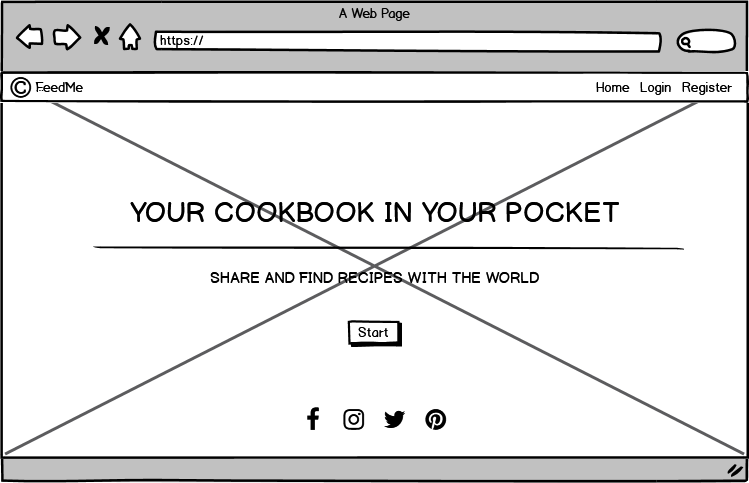 A Web Page
https://
© FeedMe Home Login Register
YOUR COOKBOOK IN YOUR POCKET
SHARE AND FIND RECIPES WITH THE WORLD
Start